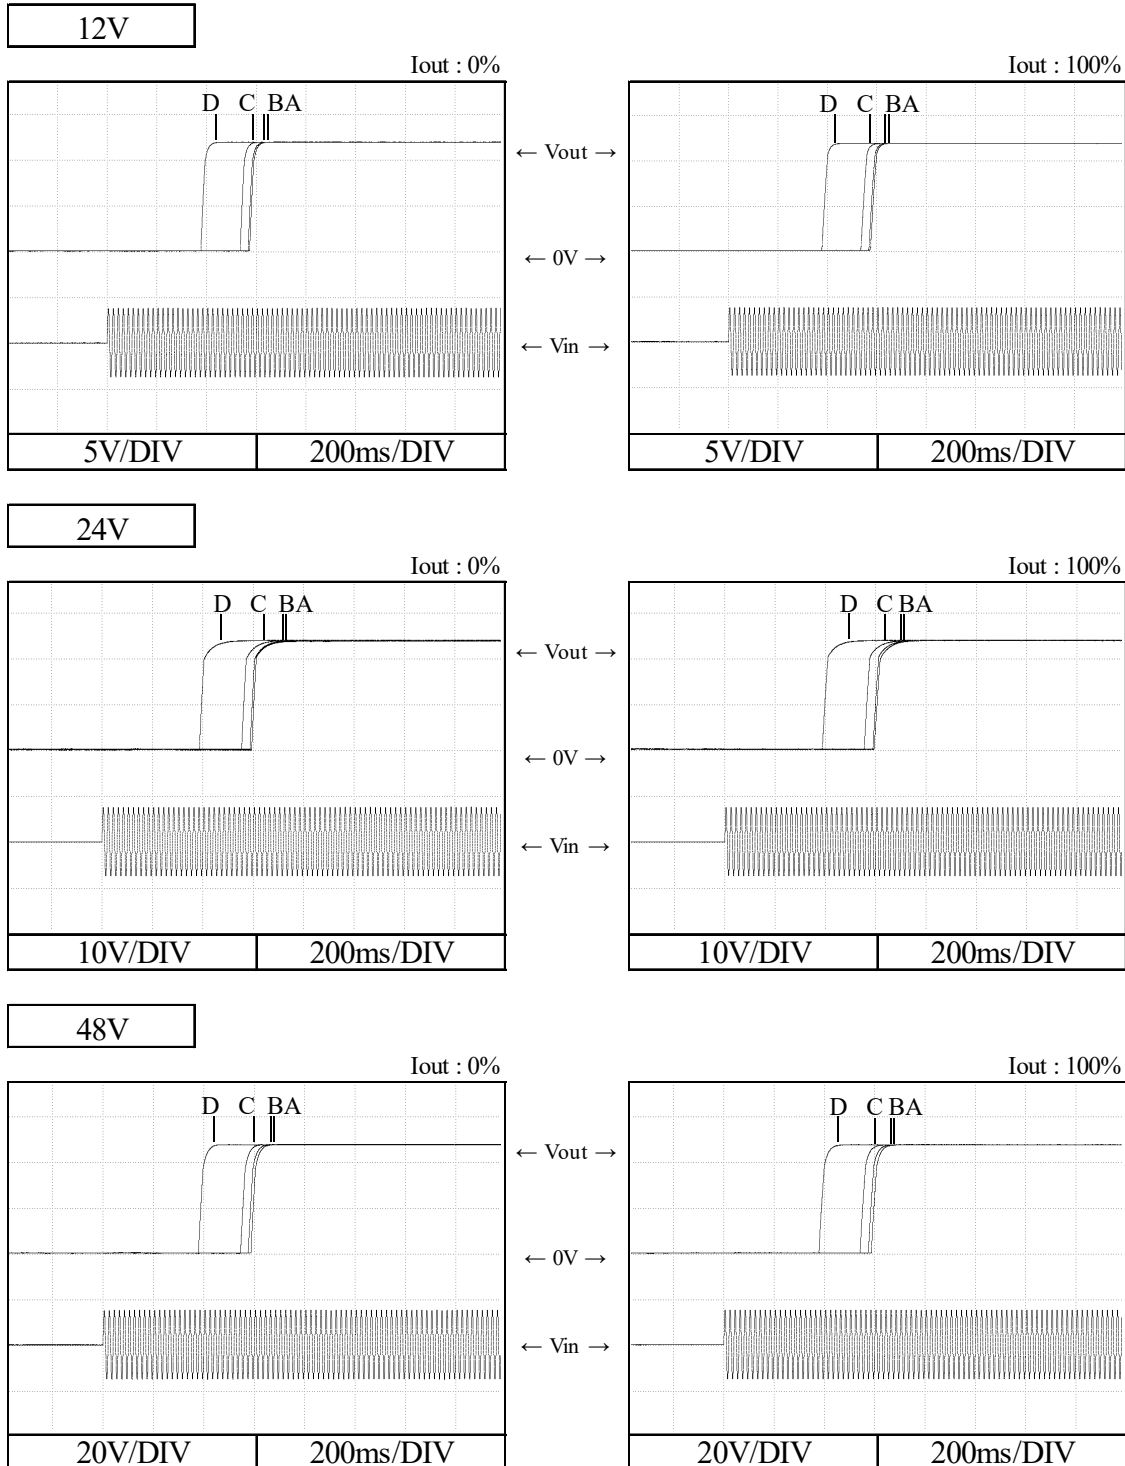 12V
Iout : 0% Iout : 100%
D C BA D C BA
← Vout →
← 0V →
← Vin →
5V/DIV 200ms/DIV 5V/DIV 200ms/DIV
24V
Iout : 0% Iout : 100%
D C BA D C BA
← Vout →
← 0V →
← Vin →
10V/DIV 200ms/DIV 10V/DIV 200ms/DIV
48V
Iout : 0% Iout : 100%
D C BA D C BA
← Vout →
← 0V →
← Vin →
20V/DIV 200ms/DIV 20V/DIV 200ms/DIV